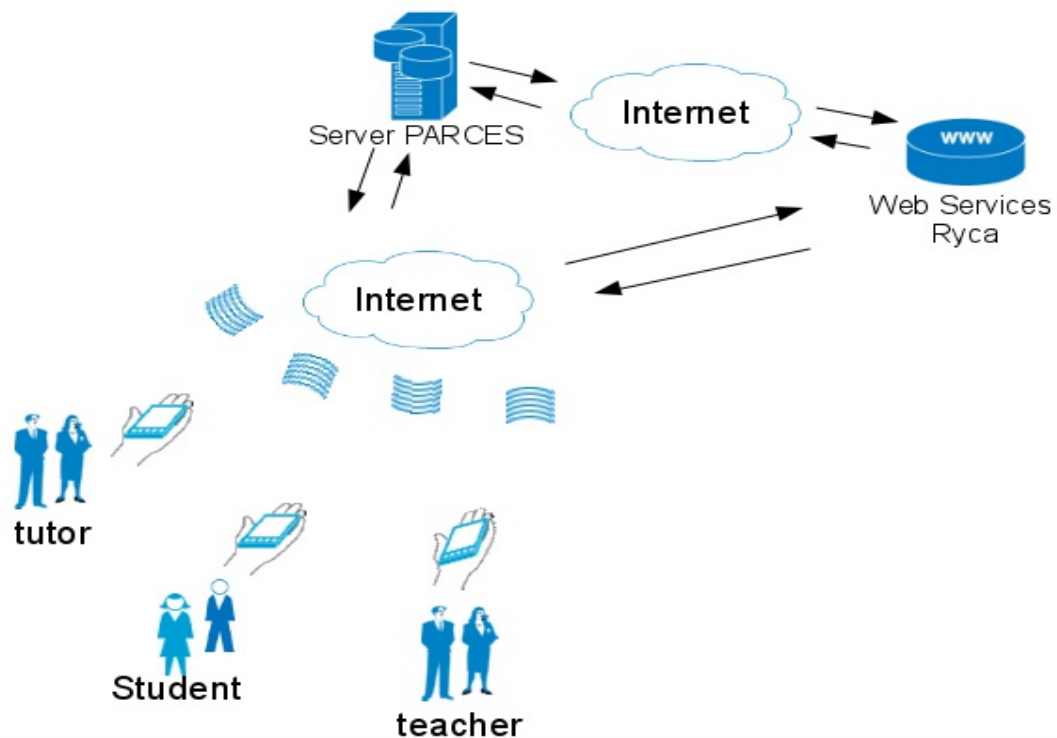 Internet
Server PARCES
www
Web Services
Ryca
Internet
tutor
Student
teacher